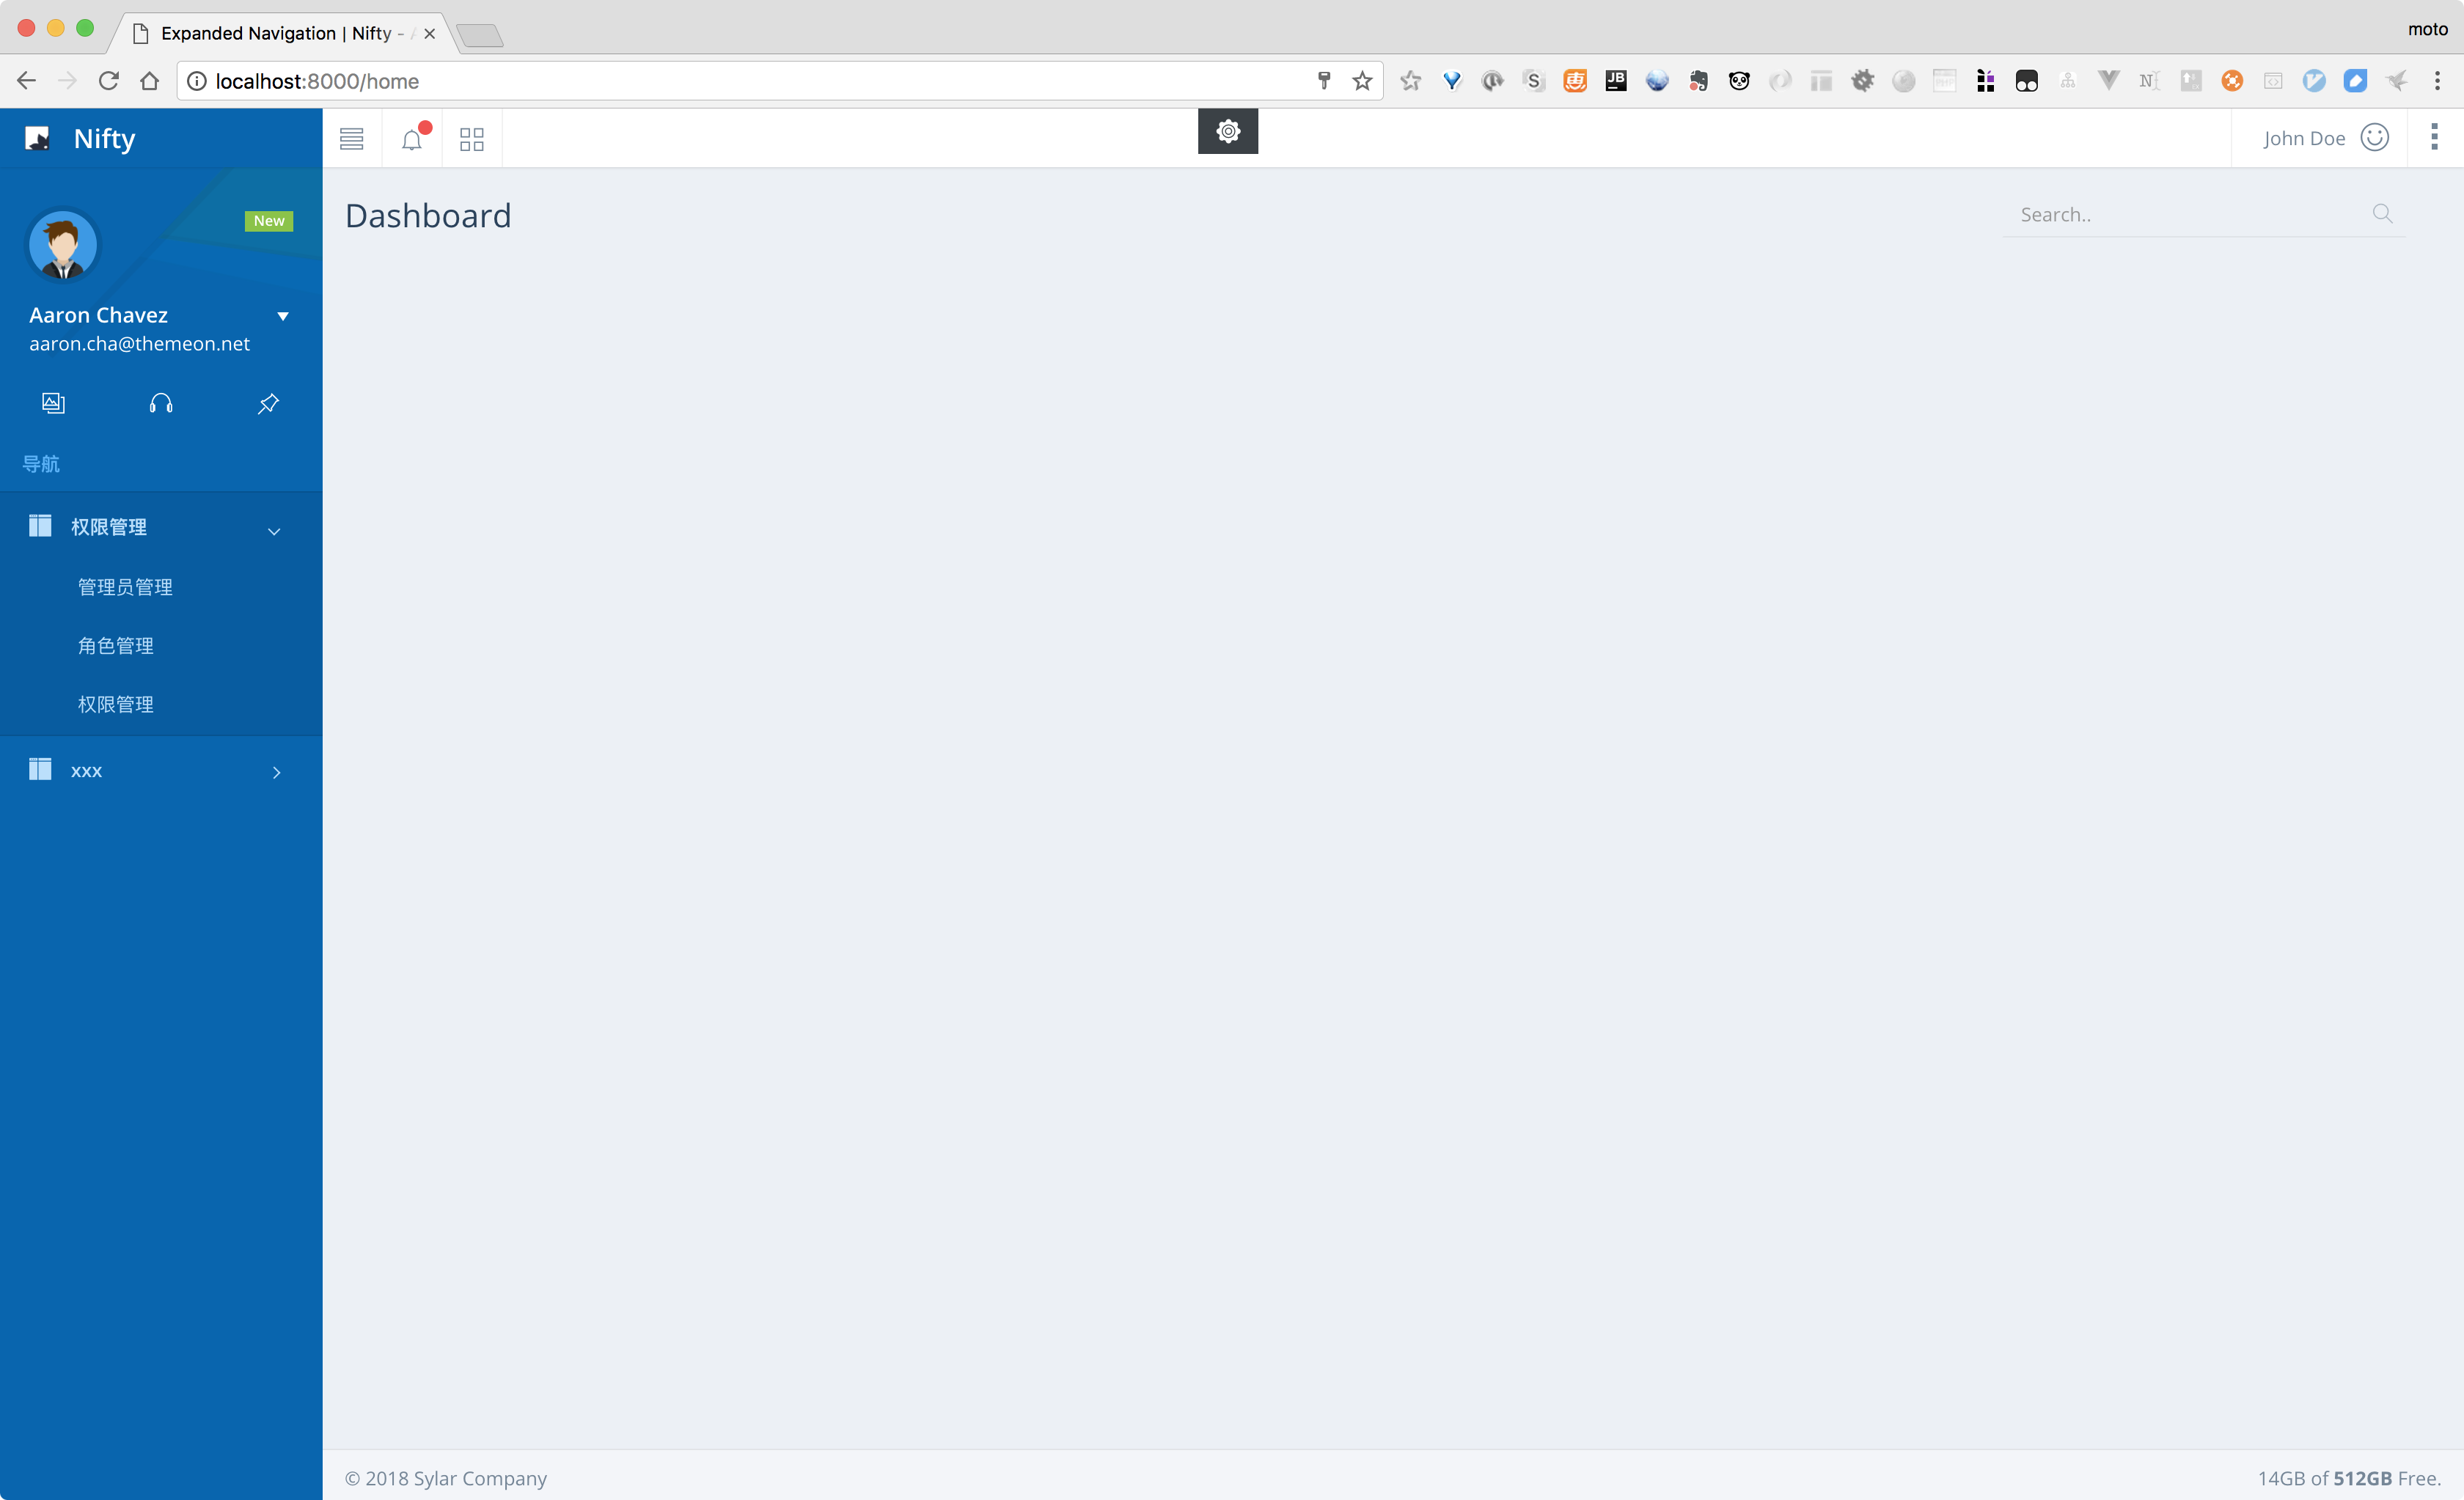 Expanded Navigation | Nifty -
moto
localhost:8000/home
Nifty
John Doe
New
Dashboard
Search..
Aaron Chavez
aaron.cha@themeon.net
导航
权限管理
管理员管理
角色管理
权限管理
xxx
© 2018 Sylar Company
14GB of 512GB Free.